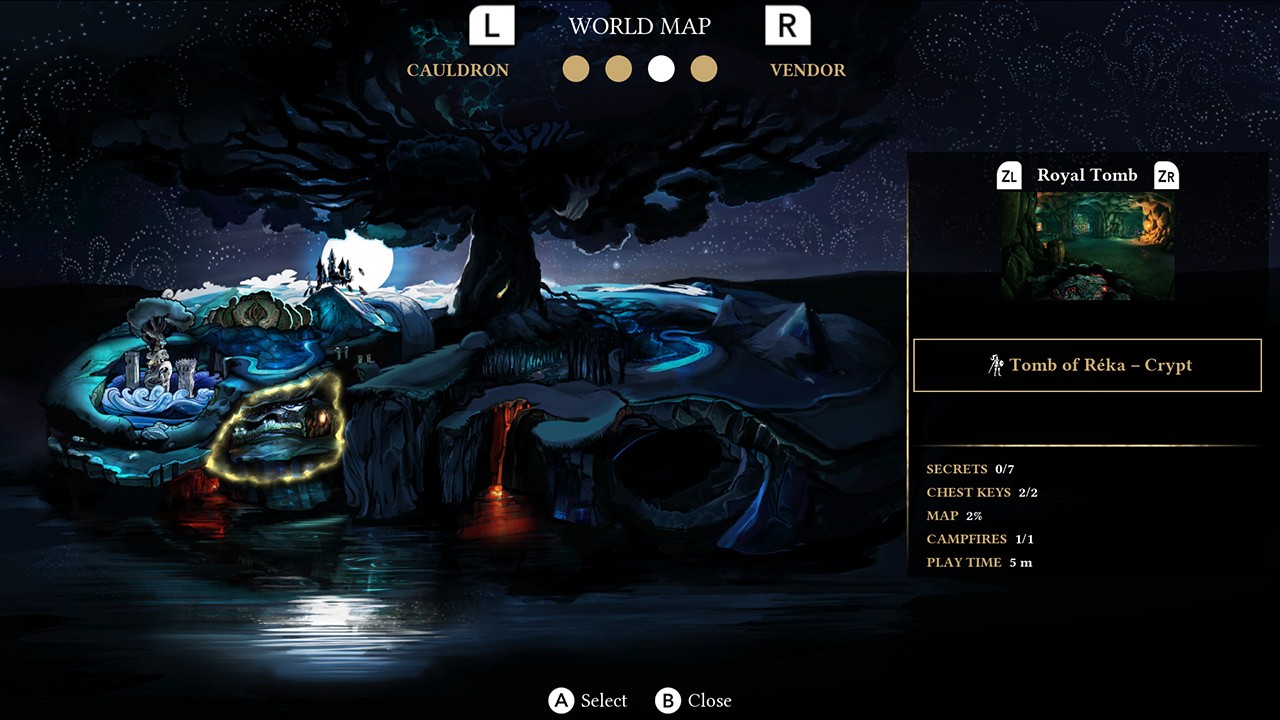 L WORLD MAP R
CAULDRON VENDOR
ZL Royal Tomb ZR
Tomb of Réka – Crypt
SECRETS 0/7
CHEST KEYS 2/2
MAP 2%
CAMPFIRES 1/1
PLAY TIME 5 m
A Select B Close